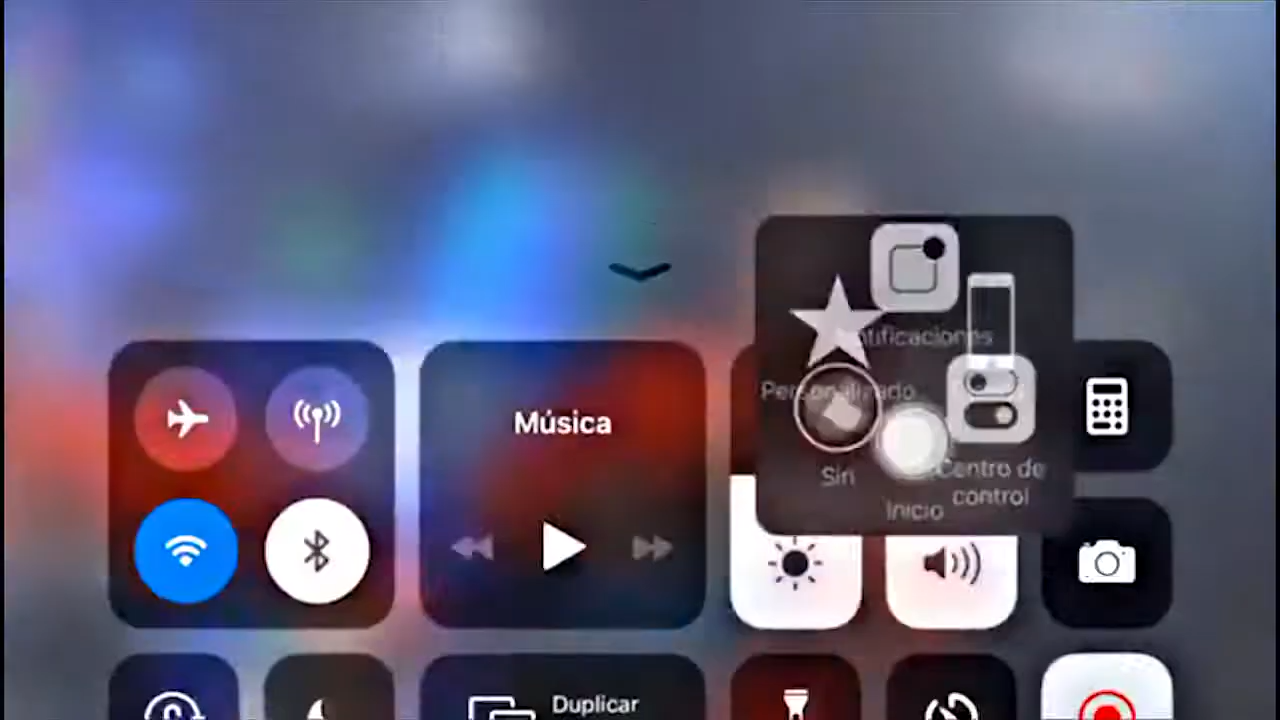 Notificaciones
Personalizado
Música
Siri
Centro de
control
Inicio
Duplicar